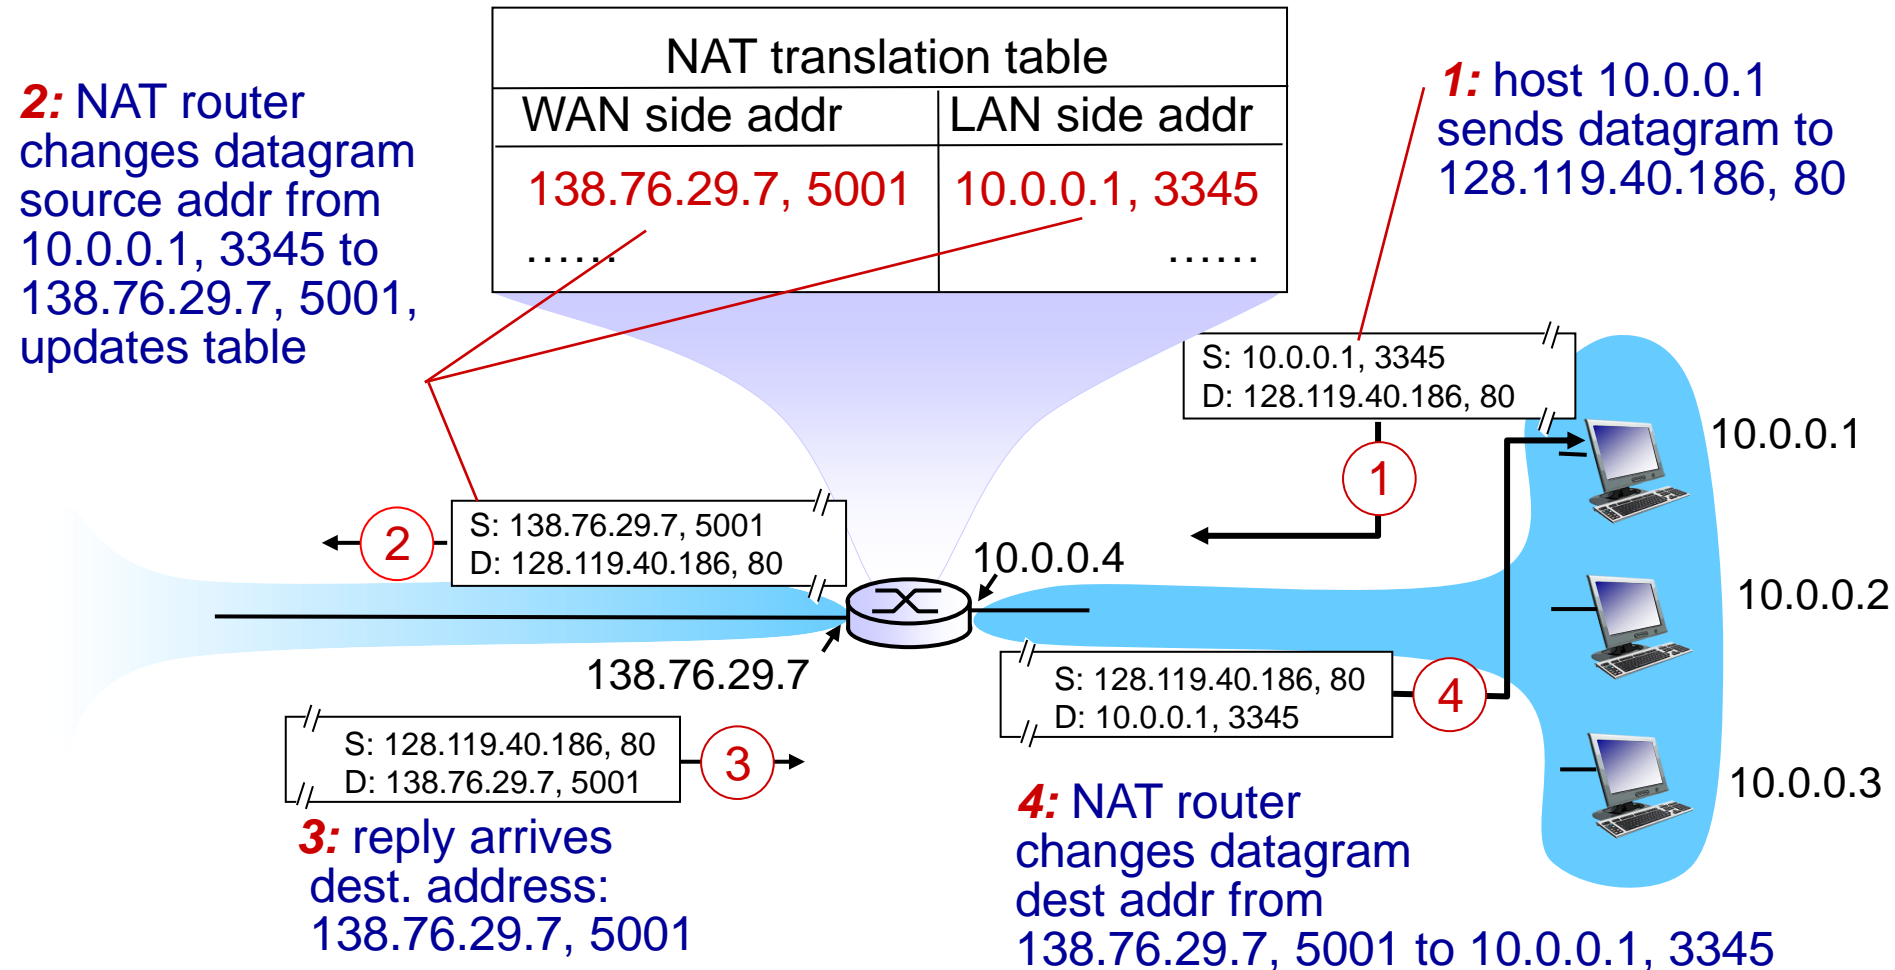 NAT translation table
WAN side addr
LAN side addr
138.76.29.7, 5001
10.0.0.1, 3345
……
……
2: NAT router
changes datagram
source addr from
10.0.0.1, 3345 to
138.76.29.7, 5001,
updates table
1: host 10.0.0.1
sends datagram to
128.119.40.186, 80
S: 10.0.0.1, 3345
D: 128.119.40.186, 80
1
10.0.0.1
2
S: 138.76.29.7, 5001
D: 128.119.40.186, 80
10.0.0.4
10.0.0.2
138.76.29.7
S: 128.119.40.186, 80
D: 10.0.0.1, 3345
4
S: 128.119.40.186, 80
D: 138.76.29.7, 5001
3
10.0.0.3
3: reply arrives
dest. address:
138.76.29.7, 5001
4: NAT router
changes datagram
dest addr from
138.76.29.7, 5001 to 10.0.0.1, 3345